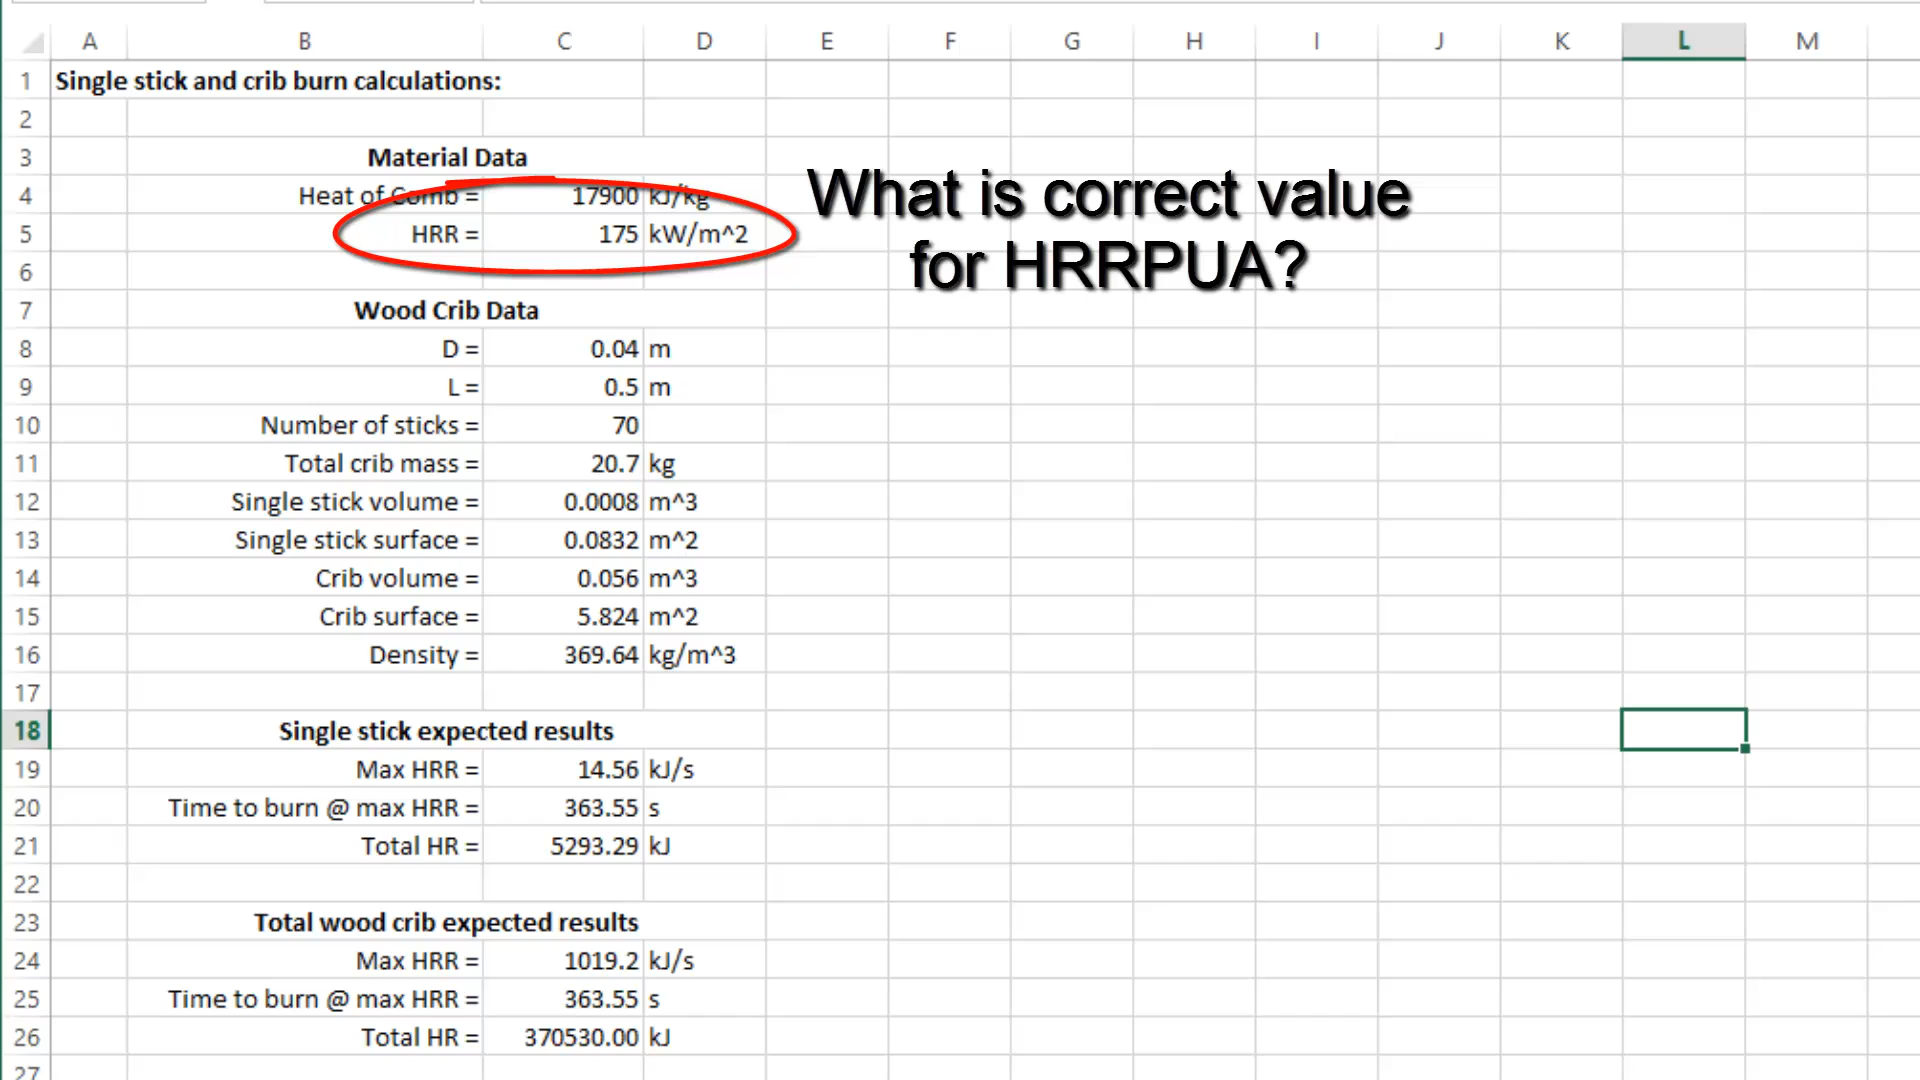 A B C D E F G H I J K L M
1 Single stick and crib burn calculations:
2
3 Material Data
4 Heat of Comb = 17900 kJ/kg
5 HRR = 175 kW/m^2
What is correct value
for HRRPUA?
6
7 Wood Crib Data
8 D = 0.04 m
9 L = 0.5 m
10 Number of sticks = 70
11 Total crib mass = 20.7 kg
12 Single stick volume = 0.0008 m^3
13 Single stick surface = 0.0832 m^2
14 Crib volume = 0.056 m^3
15 Crib surface = 5.824 m^2
16 Density = 369.64 kg/m^3
17
18 Single stick expected results
19 Max HRR = 14.56 kJ/s
20 Time to burn @ max HRR = 363.55 s
21 Total HR = 5293.29 kJ
22
23 Total wood crib expected results
24 Max HRR = 1019.2 kJ/s
25 Time to burn @ max HRR = 363.55 s
26 Total HR = 370530.00 kJ
27